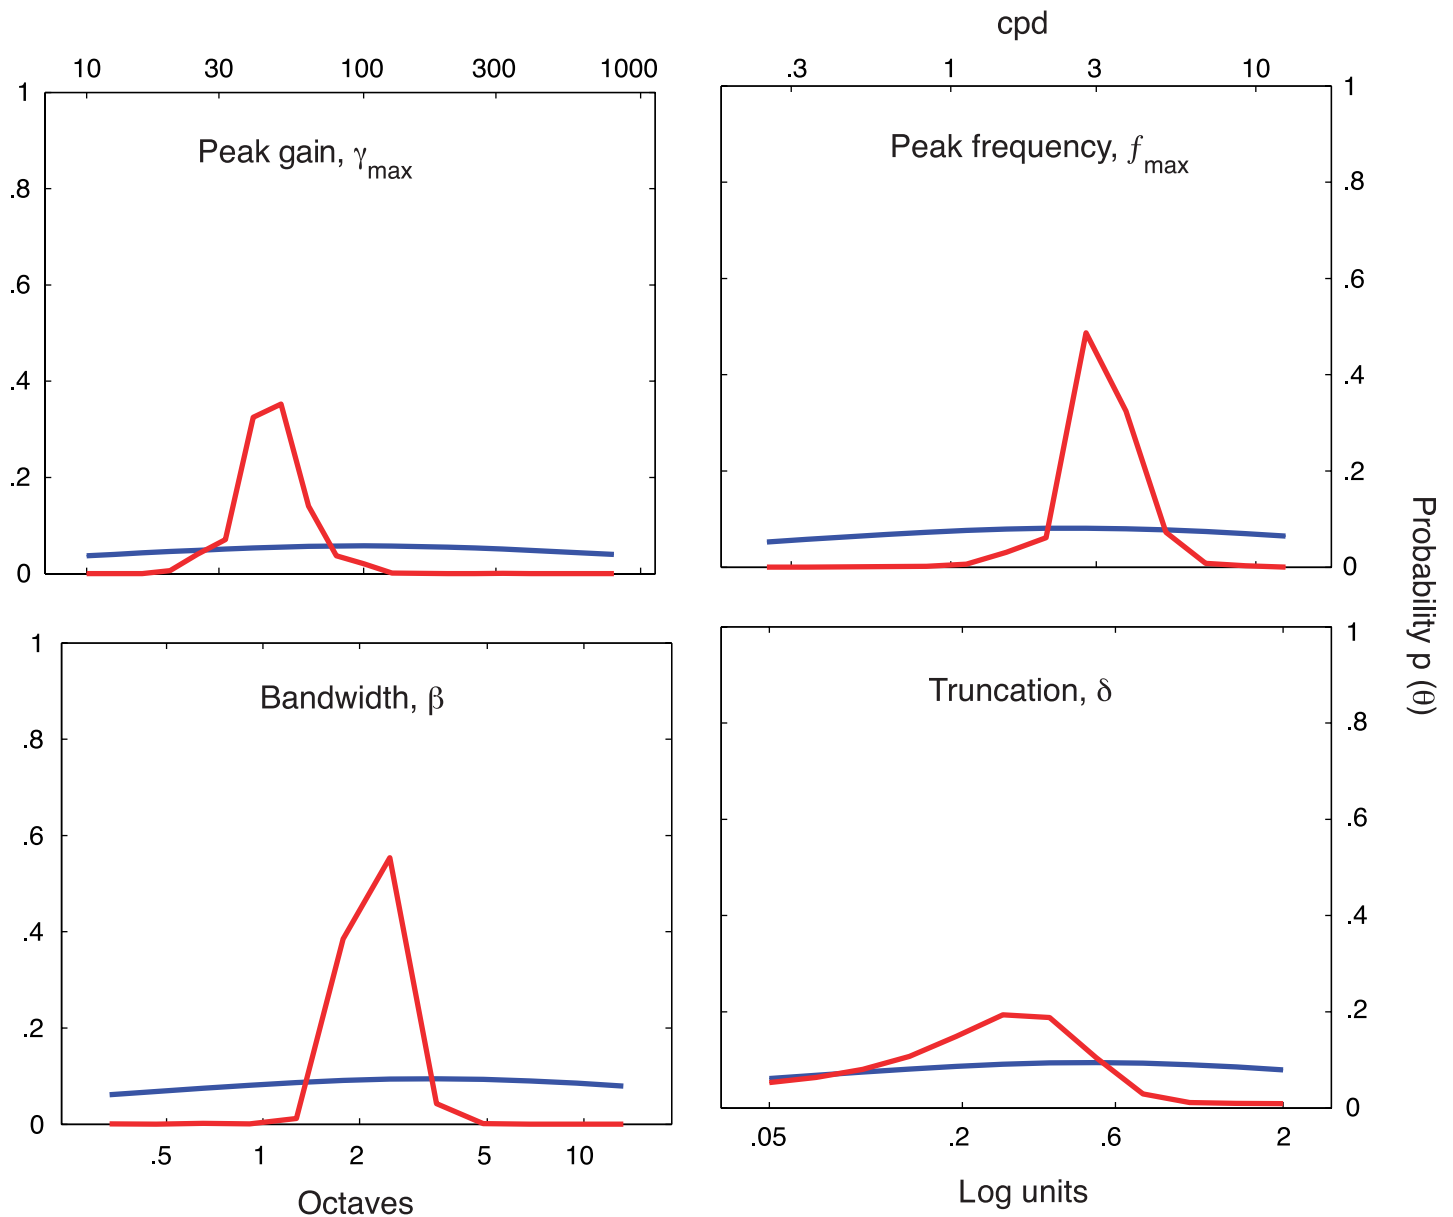 cpd
10 30 100 300 1000
.3 1 3 10
1
.8
.6
.4
.2
0
Peak gain, γmax
1
.8
.6
.4
.2
0
Peak frequency, fmax
1
.8
.6
.4
.2
0
Bandwidth, β
.5 1 2 5 10
Octaves
1
.8
.6
.4
.2
0
Truncation, δ
.05 .2 .6 2
Log units
Probability p (θ)